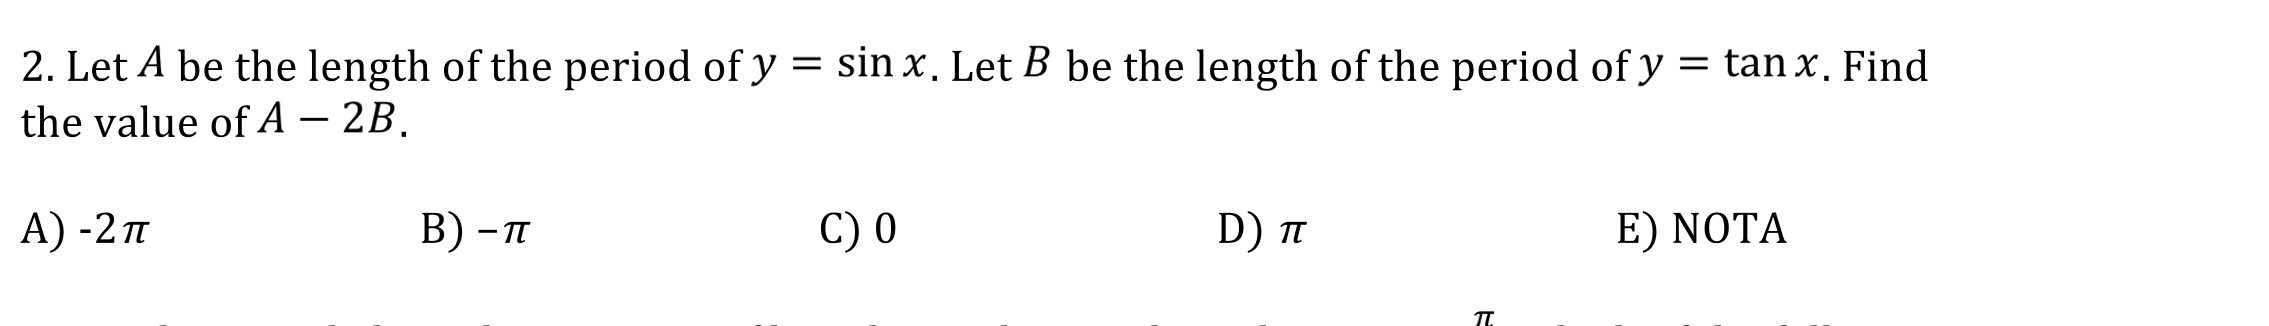 2. Let A be the length of the period of y = sin x. Let B be the length of the period of y = tan x. Find
the value of A − 2B.
A) -2π B) −π C) 0 D) π E) NOTA
π